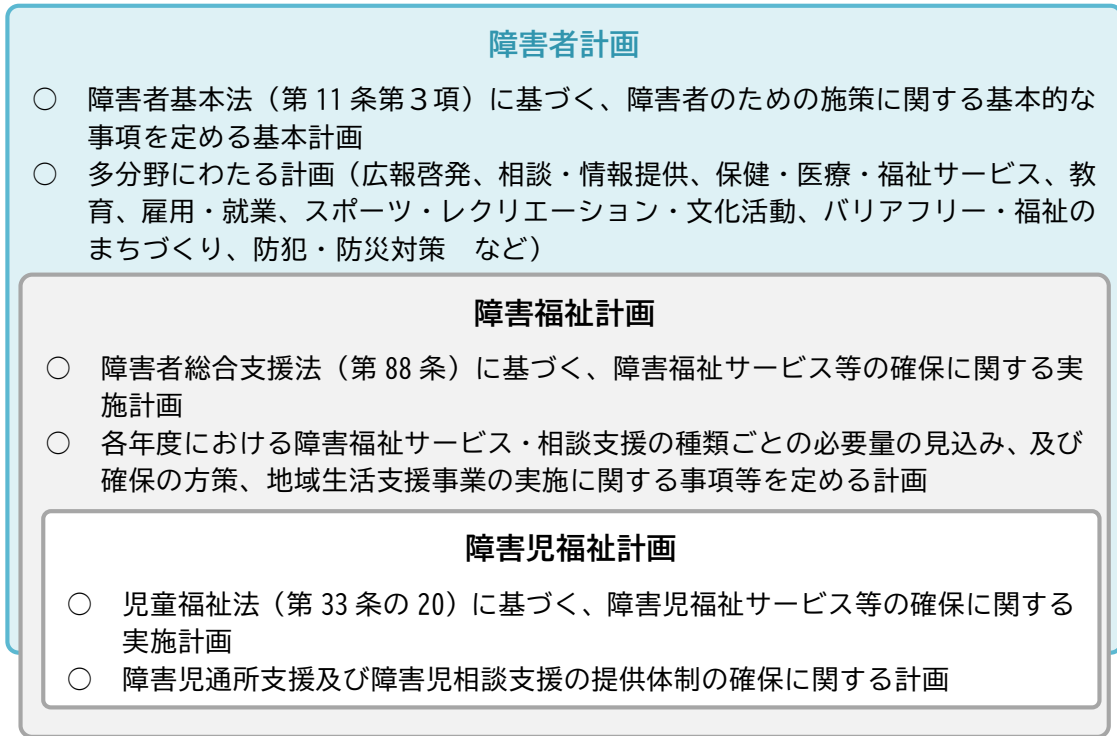 障害者計画
○ 障害者基本法（第 11 条第３項）に基づく、障害者のための施策に関する基本的な
事項を定める基本計画
○ 多分野にわたる計画（広報啓発、相談・情報提供、保健・医療・福祉サービス、教
育、雇用・就業、スポーツ・レクリエーション・文化活動、バリアフリー・福祉の
まちづくり、防犯・防災対策　など）
障害福祉計画
○ 障害者総合支援法（第 88 条）に基づく、障害福祉サービス等の確保に関する実
施計画
○ 各年度における障害福祉サービス・相談支援の種類ごとの必要量の見込み、及び
確保の方策、地域生活支援事業の実施に関する事項等を定める計画
障害児福祉計画
○ 児童福祉法（第 33 条の 20）に基づく、障害児福祉サービス等の確保に関する
実施計画
○ 障害児通所支援及び障害児相談支援の提供体制の確保に関する計画